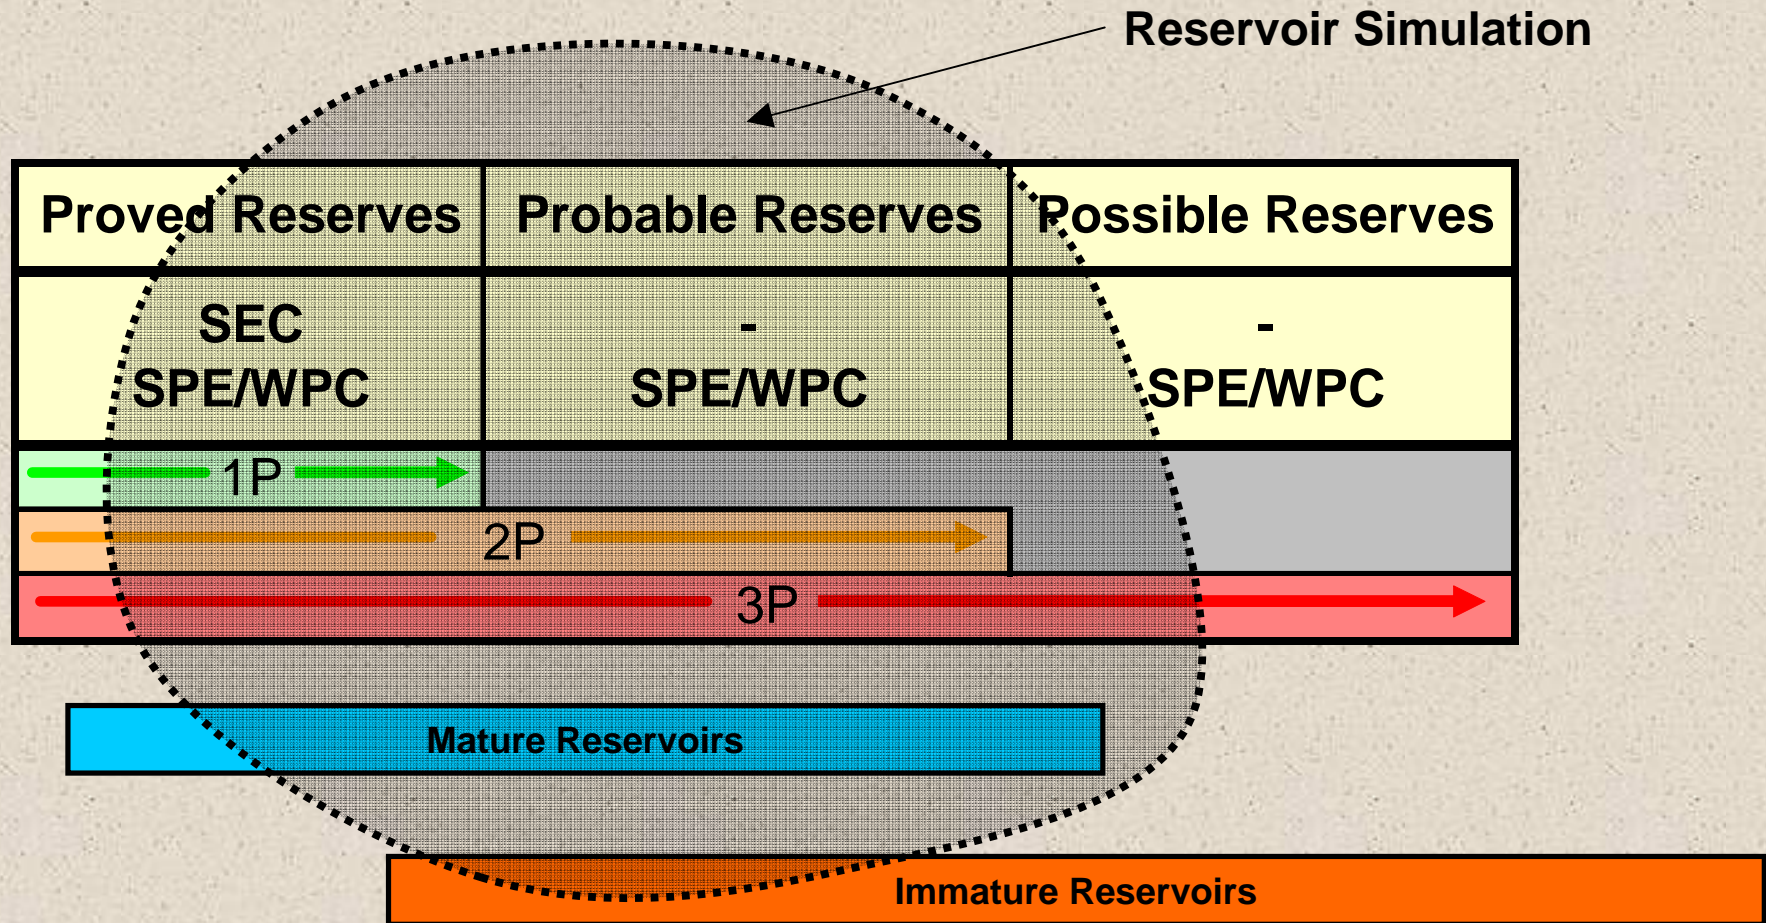 Reservoir Simulation
Proved Reserves
Probable Reserves
Possible Reserves
SEC
SPE/WPC
-
SPE/WPC
-
SPE/WPC
1P
2P
3P
Mature Reservoirs
Immature Reservoirs